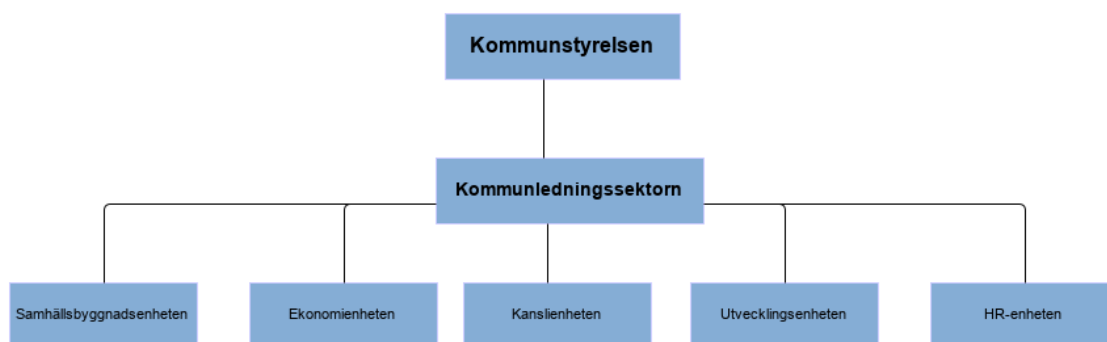 Kommunstyrelsen
Kommunledningssektorn
Samhällsbyggnadsenheten
Ekonomienheten
Kanslienheten
Utvecklingsenheten
HR-enheten